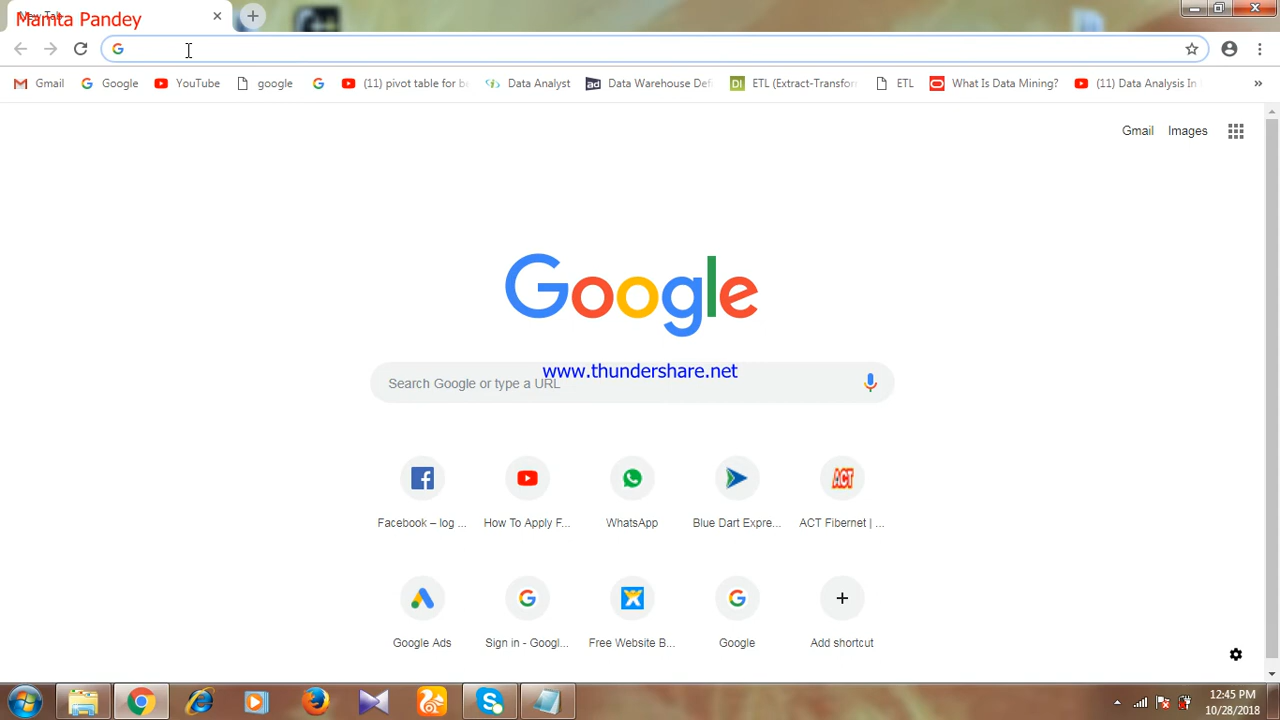 Mamta Pandey
Gmail Google YouTube google (11) pivot table for be Data Analyst Data Warehouse Def ETL (Extract-Transfor ETL What Is Data Mining? (11) Data Analysis In »
Gmail Images
Google
www.thundershare.net
Search Google or type a URL
Facebook – log ... How To Apply F... WhatsApp Blue Dart Expre... ACT Fibernet | ...
Google Ads Sign in - Googl... Free Website B... Google Add shortcut
12:45 PM
10/28/2018